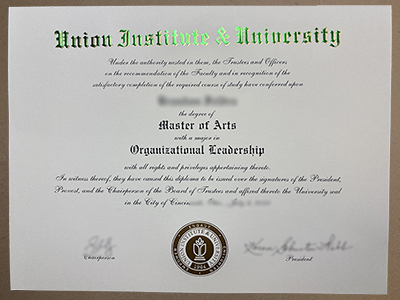 Union Institute & University
Under the authority vested in them, the Trustees and Officers
on the recommendation of the Faculty and in recognition of the
satisfactory completion of the required course of study have conferred upon
the degree of
Master of Arts
with a major in
Organizational Leadership
with all rights and privileges appertaining thereto.
In witness thereof, they have caused this diploma to be issued over the signatures of the President,
Provost, and the Chairperson of the Board of Trustees and affixed thereto the University seal
in the City of
Chairperson
President